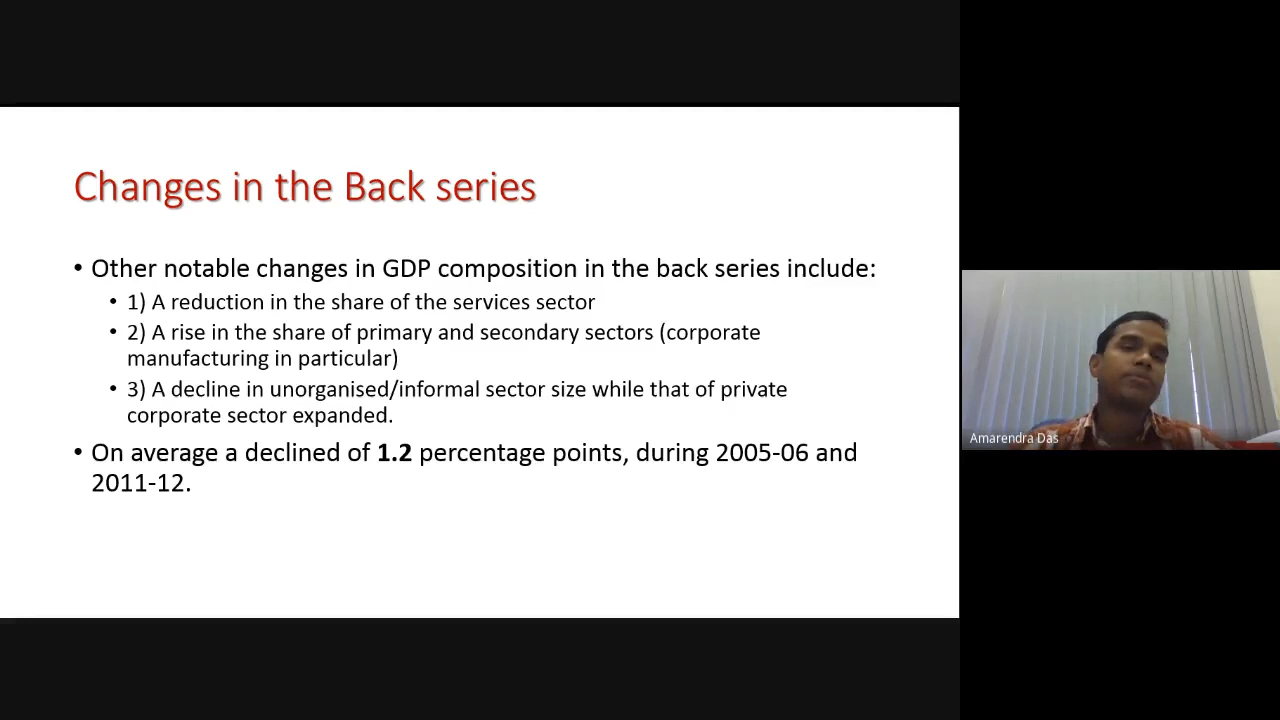 Changes in the Back series
• Other notable changes in GDP composition in the back series include:
• 1) A reduction in the share of the services sector
• 2) A rise in the share of primary and secondary sectors (corporate
manufacturing in particular)
• 3) A decline in unorganised/informal sector size while that of private
corporate sector expanded.
• On average a declined of 1.2 percentage points, during 2005-06 and
2011-12.
Amarendra Das